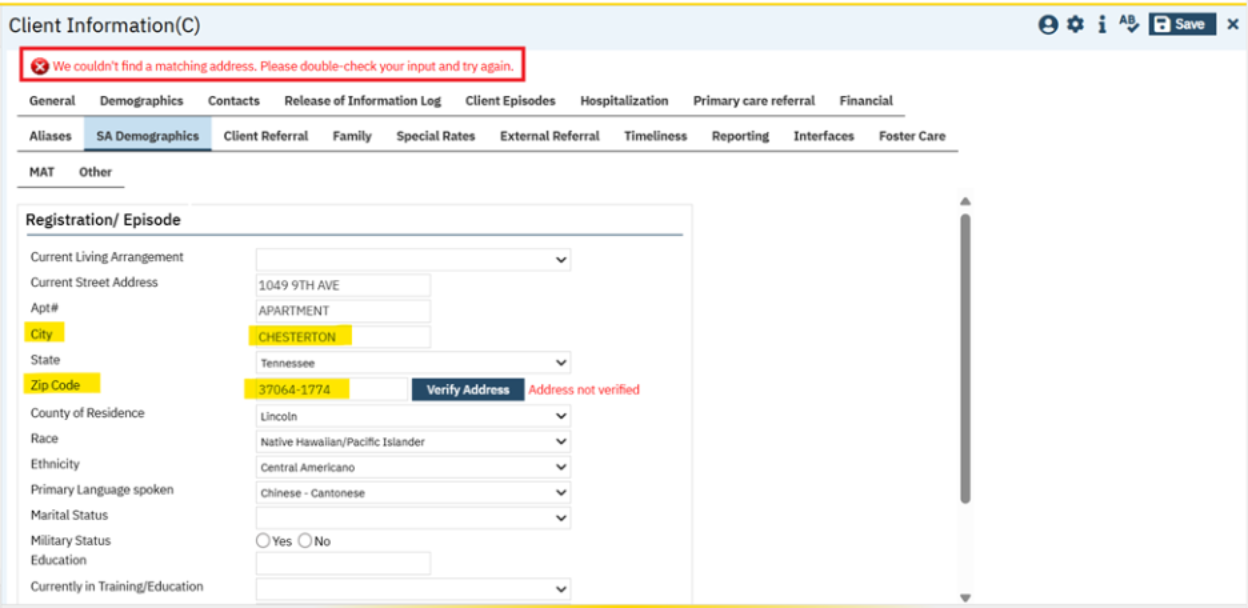 Client Information(C)
Save
We couldn't find a matching address. Please double-check your input and try again.
General Demographics Contacts Release of Information Log Client Episodes Hospitalization Primary care referral Financial
Aliases SA Demographics Client Referral Family Special Rates External Referral Timeliness Reporting Interfaces Foster Care
MAT Other
Registration/ Episode
Current Living Arrangement
Current Street Address 1049 9TH AVE
Apt# APARTMENT
City CHESTERTON
State Tennessee
Zip Code 37064-1774 Verify Address Address not verified
County of Residence Lincoln
Race Native Hawaiian/Pacific Islander
Ethnicity Central Americano
Primary Language spoken Chinese - Cantonese
Marital Status
Military Status Yes No
Education
Currently in Training/Education